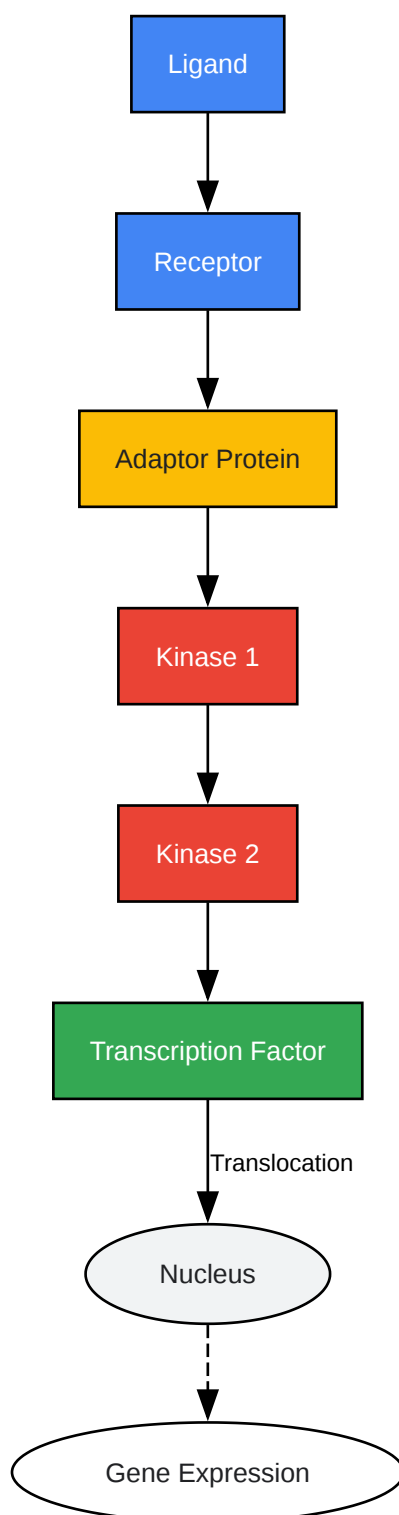 Ligand
Receptor
Adaptor Protein
Kinase 1
Kinase 2
Transcription Factor
Translocation
Nucleus
Gene Expression